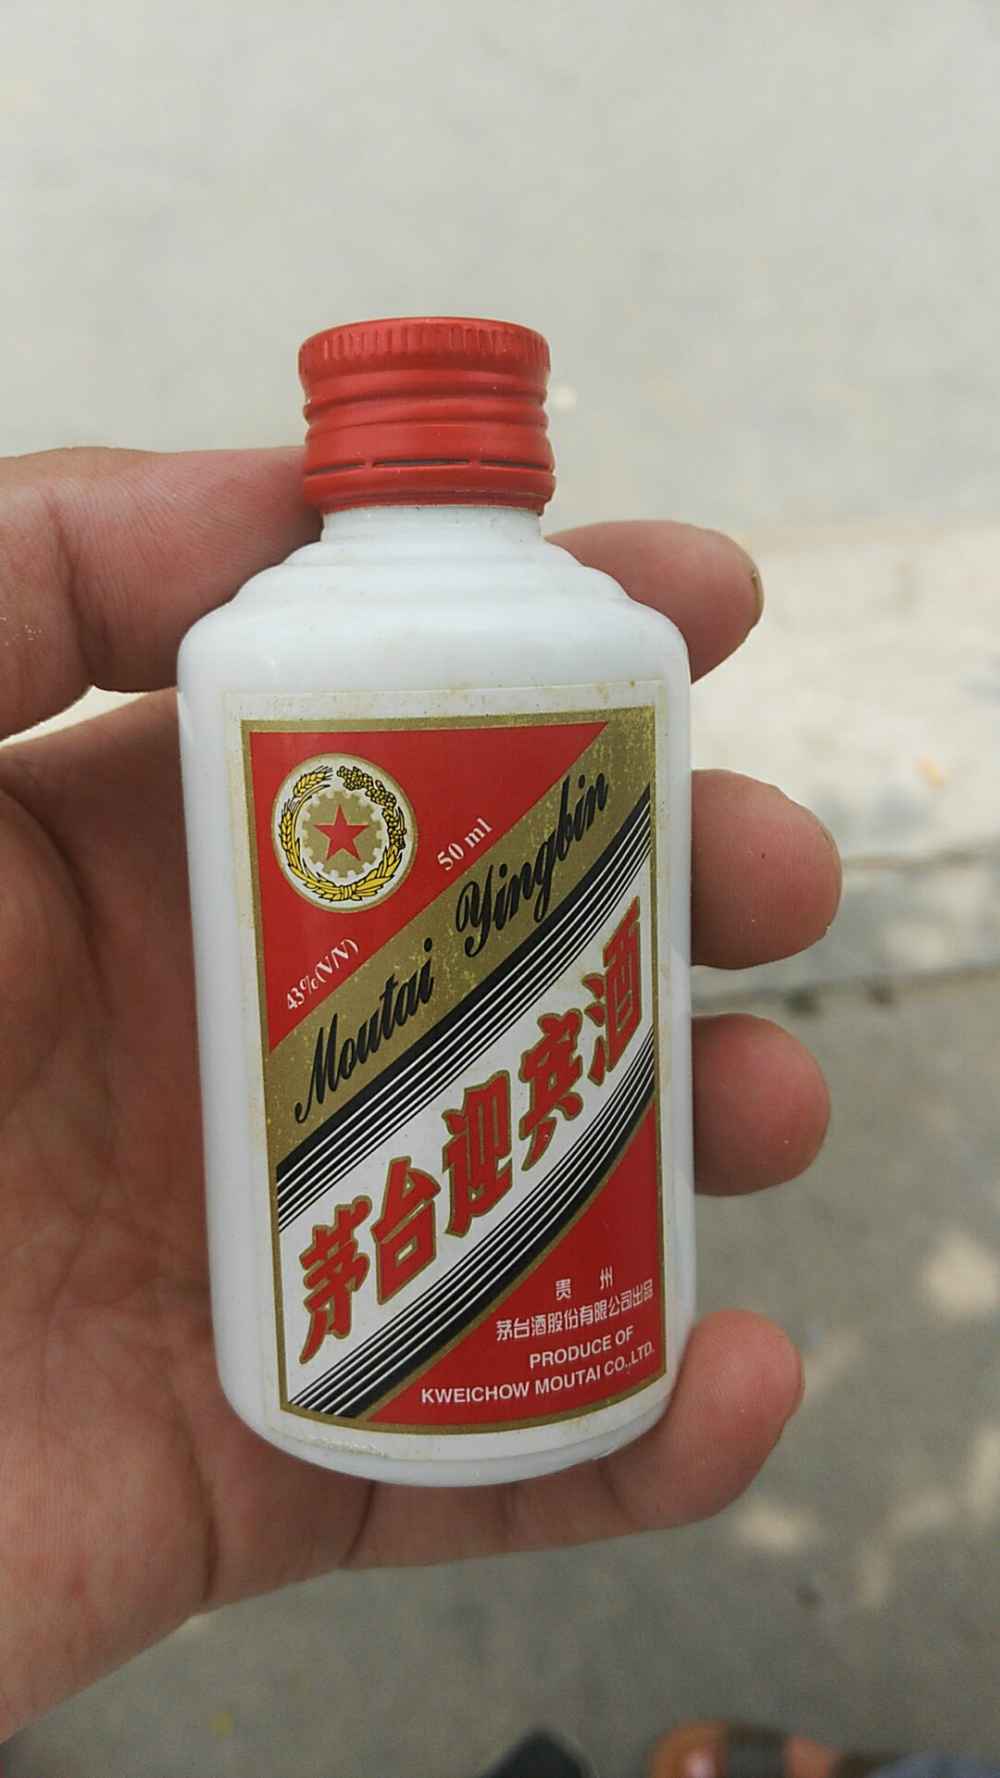 50 ml
43%(V/V)
Moutai Yingbin
茅台迎宾酒
贵 州
茅台酒股份有限公司出品
PRODUCE OF
KWEICHOW MOUTAI CO.,LTD.